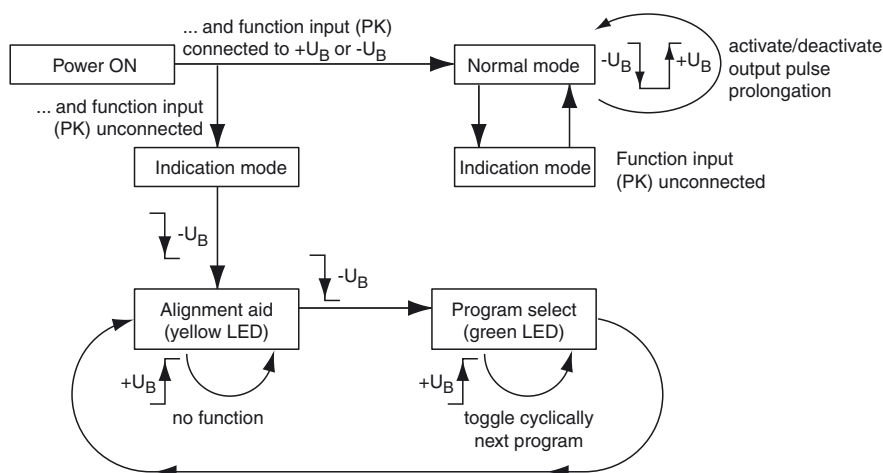 ... and function input (PK)
connected to +UB or -UB
Power ON
Normal mode
-UB
+UB
activate/deactivate
output pulse
prolongation
... and function input
(PK) unconnected
Indication mode
Indication mode
Function input
(PK) unconnected
-UB
-UB
Alignment aid
(yellow LED)
Program select
(green LED)
+UB
no function
+UB
toggle cyclically
next program